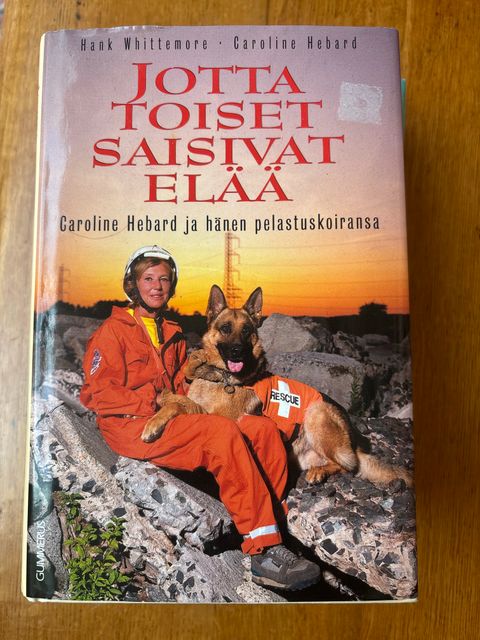 Hank Whittemore · Caroline Hebard
JOTTA
TOISET
SAISIVAT
ELÄÄ
Caroline Hebard ja hänen pelastuskoiransa
RESCUE
GUMMERUS